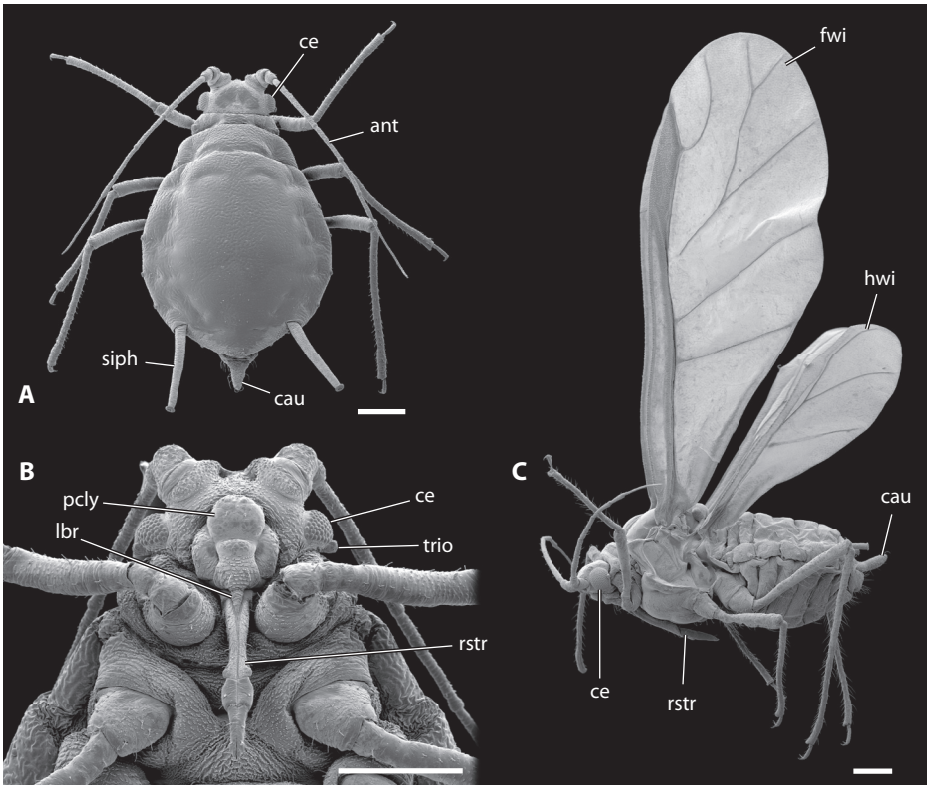 ce
ant
siph
cau
A
B
pcly
lbr
ce
trio
rstr
C
fwi
hwi
cau
ce
rstr